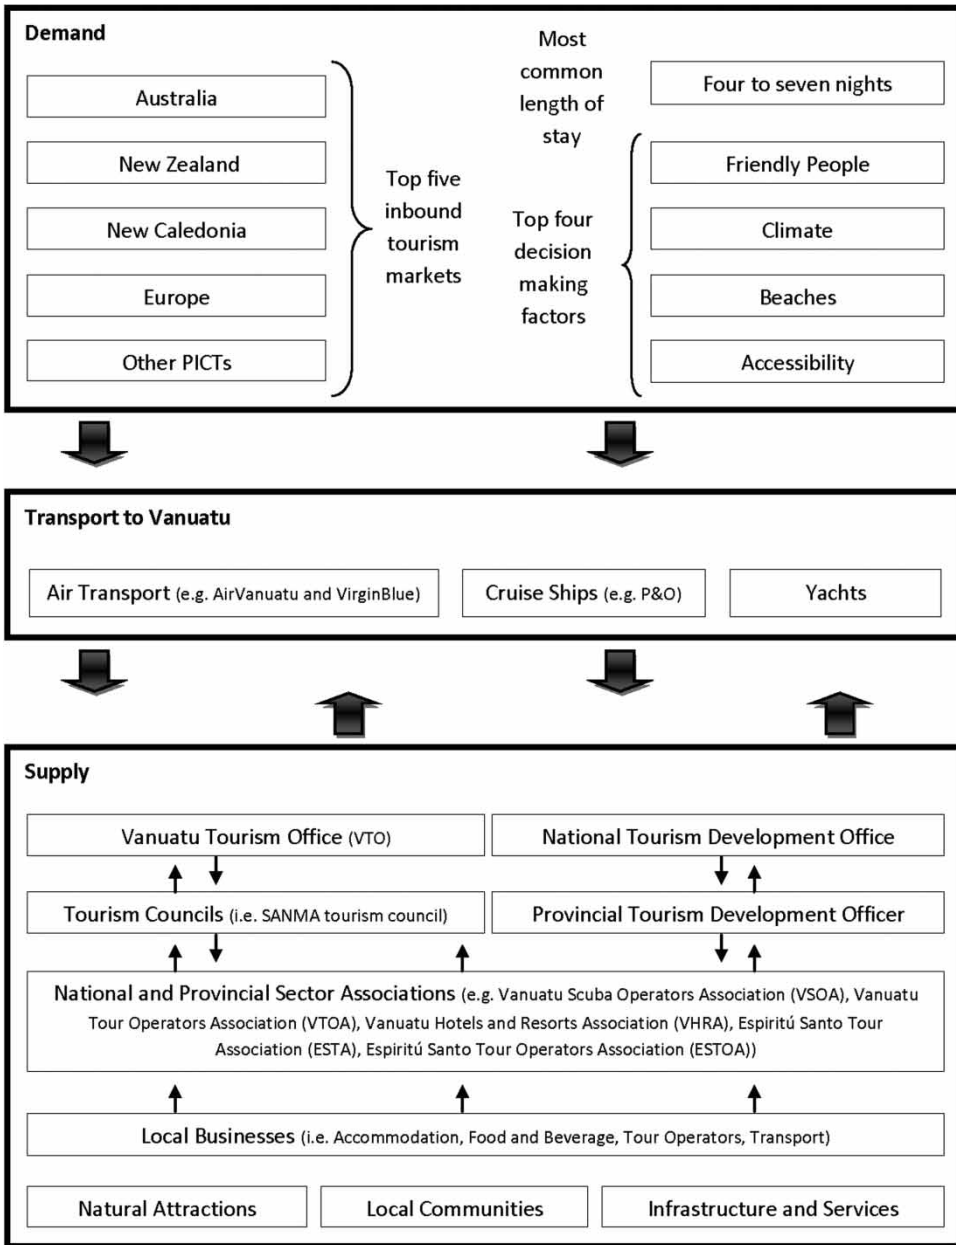 Demand
Australia
New Zealand
New Caledonia
Europe
Other PICTs
Top five
inbound
tourism
markets
Most
common
length of
stay
Four to seven nights
Top four
decision
making
factors
Friendly People
Climate
Beaches
Accessibility
Transport to Vanuatu
Air Transport (e.g. AirVanuatu and VirginBlue)
Cruise Ships (e.g. P&O)
Yachts
Supply
Vanuatu Tourism Office (VTO)
National Tourism Development Office
Tourism Councils (i.e. SANMA tourism council)
Provincial Tourism Development Officer
National and Provincial Sector Associations (e.g. Vanuatu Scuba Operators Association (VSOA), Vanuatu
Tour Operators Association (VTOA), Vanuatu Hotels and Resorts Association (VHRA), Espiritú Santo Tour
Association (ESTA), Espiritú Santo Tour Operators Association (ESTOA))
Local Businesses (i.e. Accommodation, Food and Beverage, Tour Operators, Transport)
Natural Attractions
Local Communities
Infrastructure and Services